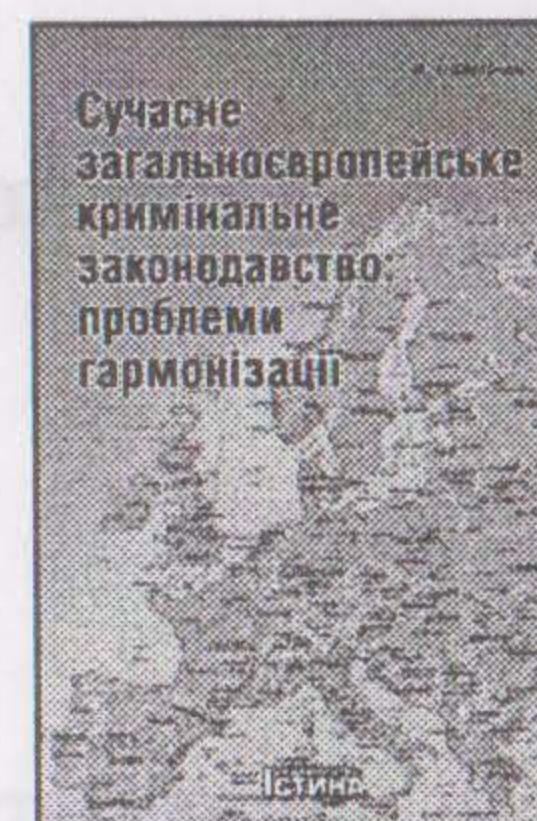 Сучасне
загальноєвропейське
кримінальне
законодавство:
проблеми
гармонізації
Істина